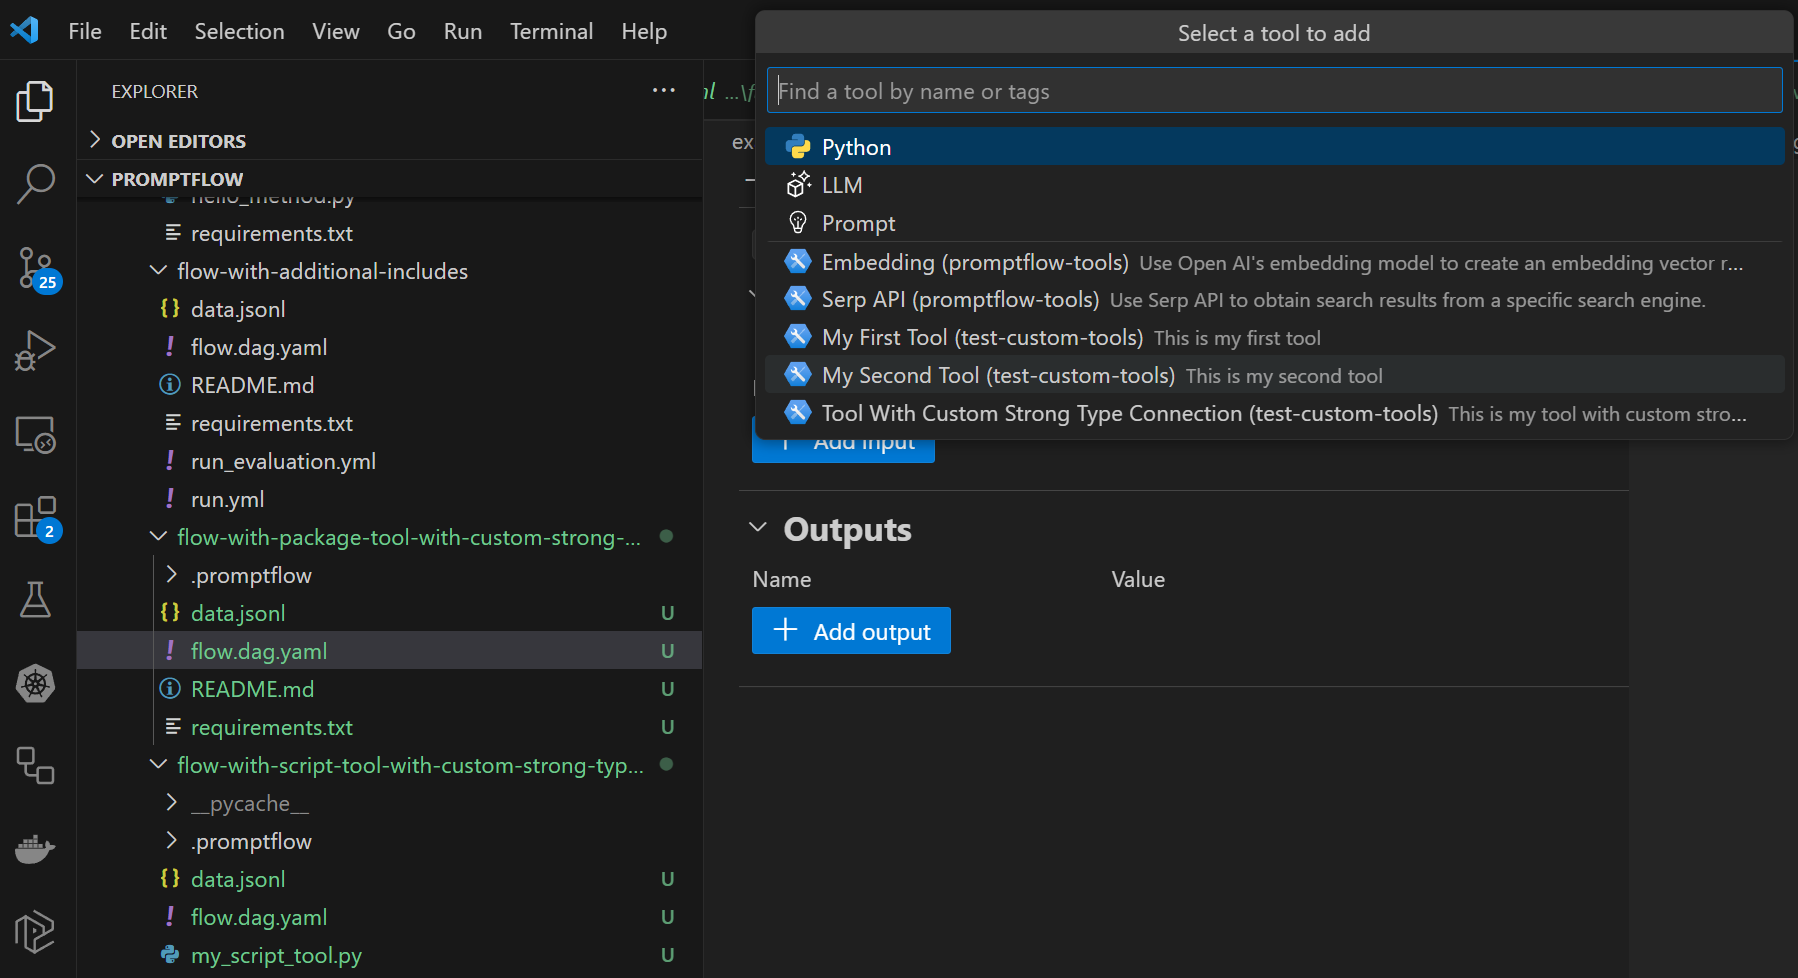 File Edit Selection View Go Run Terminal Help
Select a tool to add
Find a tool by name or tags
Python
LLM
Prompt
Embedding (promptflow-tools) Use Open AI's embedding model to create an embedding vector r...
Serp API (promptflow-tools) Use Serp API to obtain search results from a specific search engine.
My First Tool (test-custom-tools) This is my first tool
My Second Tool (test-custom-tools) This is my second tool
Tool With Custom Strong Type Connection (test-custom-tools) This is my tool with custom stro...
EXPLORER
OPEN EDITORS
PROMPTFLOW
hello_method.py
requirements.txt
flow-with-additional-includes
data.jsonl
flow.dag.yaml
README.md
requirements.txt
run_evaluation.yml
run.yml
flow-with-package-tool-with-custom-strong-...
.promptflow
data.jsonl U
flow.dag.yaml U
README.md U
requirements.txt U
flow-with-script-tool-with-custom-strong-typ...
__pycache__
.promptflow
data.jsonl U
flow.dag.yaml U
my_script_tool.py U
25
2
ex
Add input
Outputs
Name Value
Add output